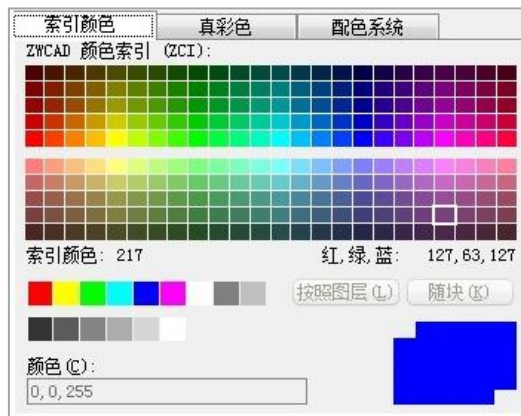 索引颜色 真彩色 配色系统
ZWCAD 颜色索引 (ZCI):
索引颜色: 217 红,绿,蓝: 127,63,127
按照图层(L) 随块(K)
颜色(C):
0,0,255